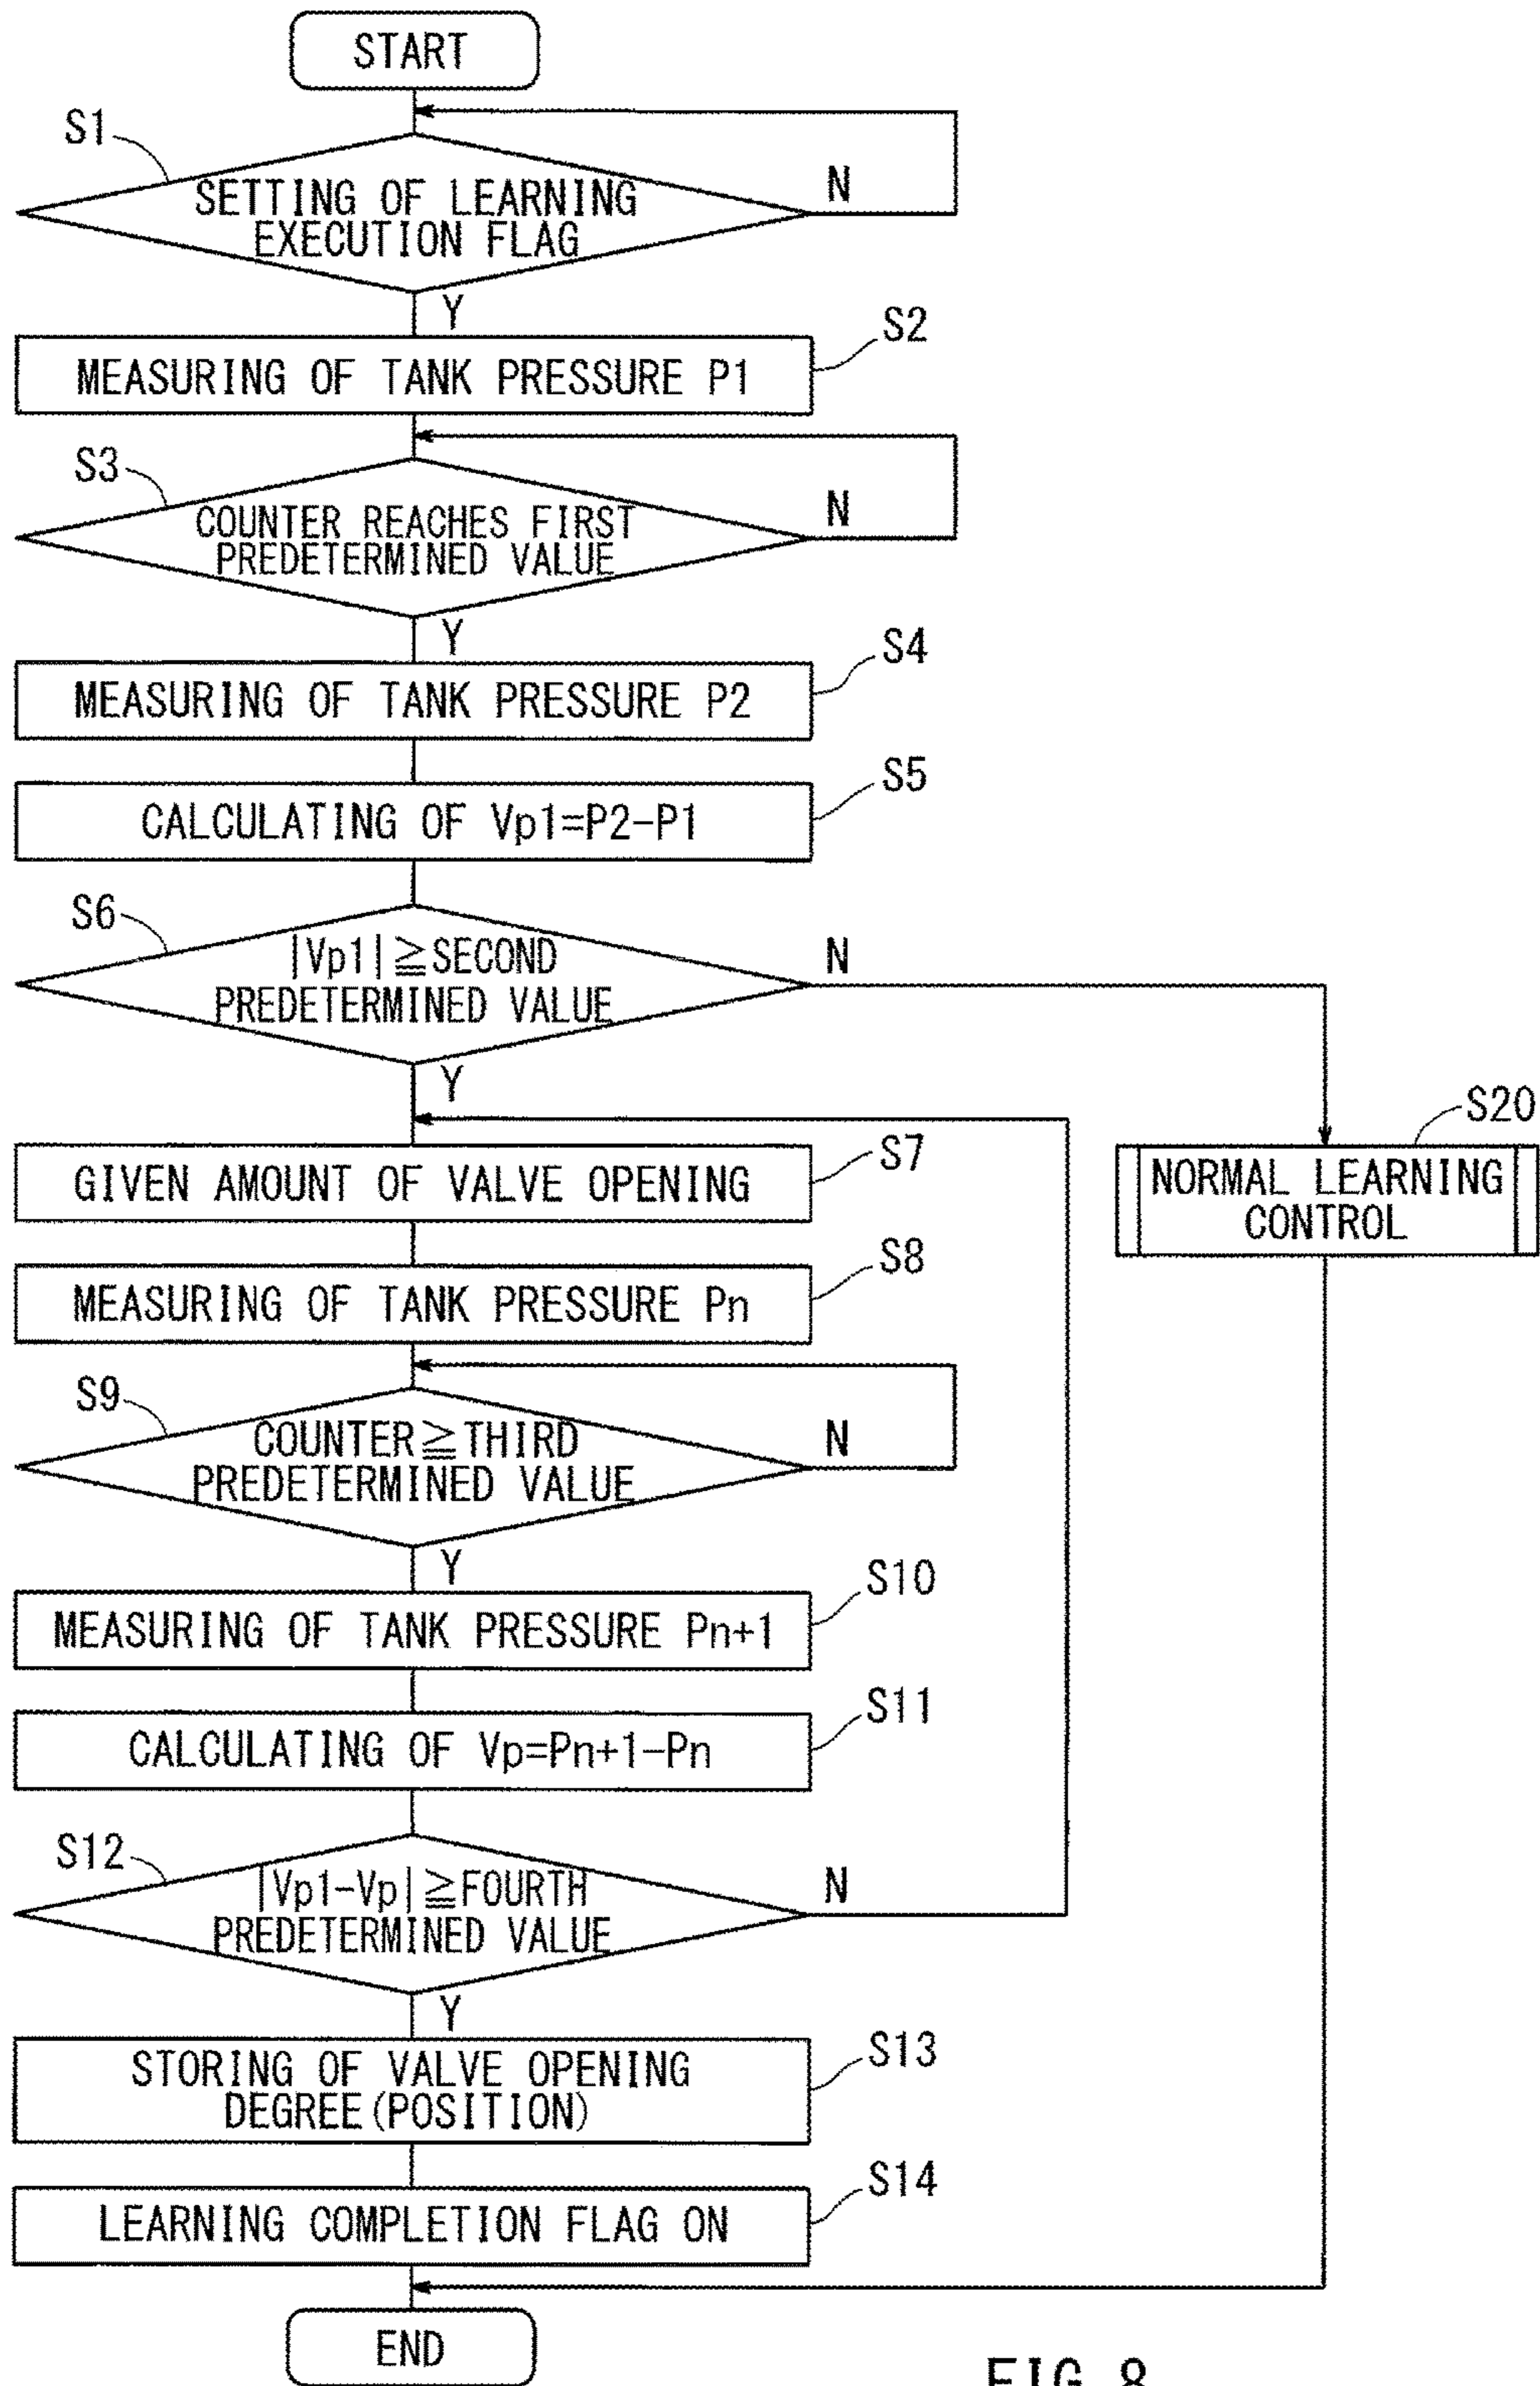 START
S1
SETTING OF LEARNING
EXECUTION FLAG
N
Y
S2
MEASURING OF TANK PRESSURE P1
S3
COUNTER REACHES FIRST
PREDETERMINED VALUE
N
Y
S4
MEASURING OF TANK PRESSURE P2
S5
CALCULATING OF Vp1=P2-P1
S6
|Vp1|≧SECOND
PREDETERMINED VALUE
N
Y
S7
GIVEN AMOUNT OF VALVE OPENING
S20
NORMAL LEARNING
CONTROL
S8
MEASURING OF TANK PRESSURE Pn
S9
COUNTER≧THIRD
PREDETERMINED VALUE
N
Y
S10
MEASURING OF TANK PRESSURE Pn+1
S11
CALCULATING OF Vp=Pn+1-Pn
S12
|Vp1-Vp|≧FOURTH
PREDETERMINED VALUE
N
Y
S13
STORING OF VALVE OPENING
DEGREE(POSITION)
S14
LEARNING COMPLETION FLAG ON
END
FIG.8